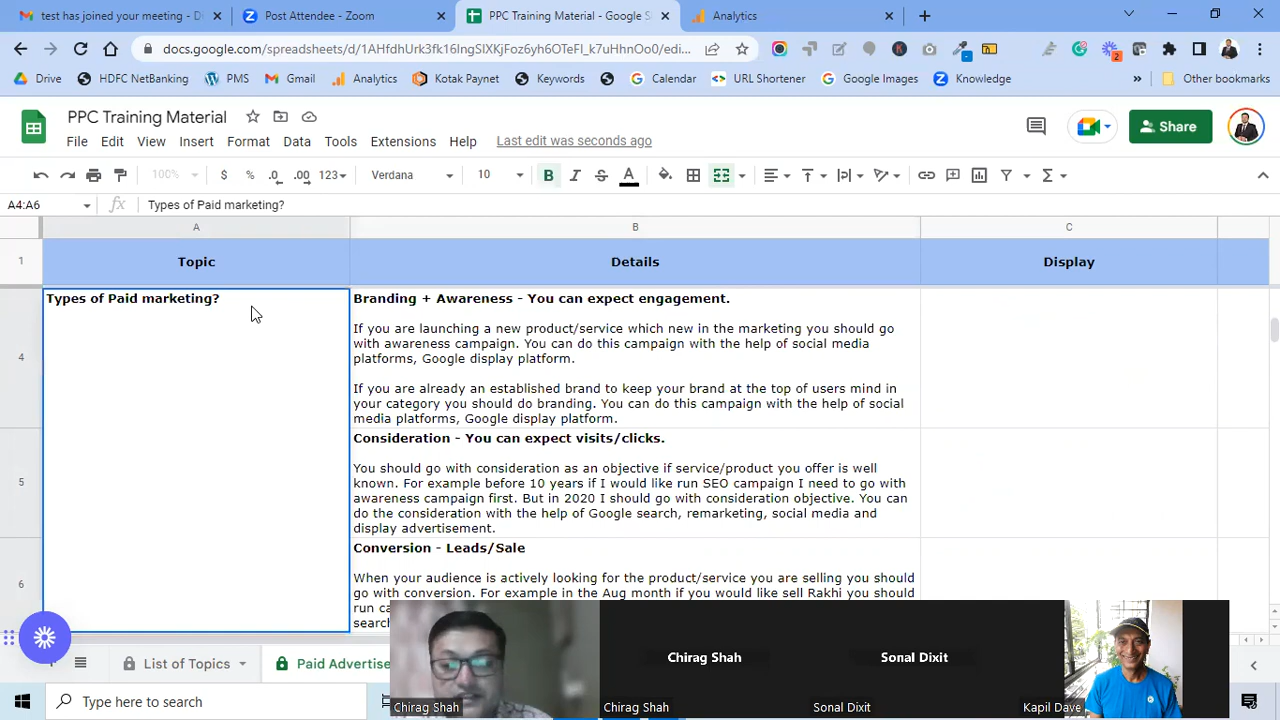 test has joined your meeting - D
Post Attendee - Zoom
PPC Training Material - Google S
Analytics
docs.google.com/spreadsheets/d/1AHfdhUrk3fk16IngSlXKjFoz6yh6OTeFI_k7uHhnOo0/edi...
Drive
HDFC NetBanking
PMS
Gmail
Analytics
Kotak Paynet
Keywords
Calendar
URL Shortener
Google Images
Knowledge
»
Other bookmarks
PPC Training Material
File Edit View Insert Format Data Tools Extensions Help Last edit was seconds ago
Share
100% $ % .0 .00 123 Verdana 10 B I S A
A4:A6 fx Types of Paid marketing?
A B C
1 Topic Details Display
4 Types of Paid marketing? Branding + Awareness - You can expect engagement.
If you are launching a new product/service which new in the marketing you should go
with awareness campaign. You can do this campaign with the help of social media
platforms, Google display platform.
If you are already an established brand to keep your brand at the top of users mind in
your category you should do branding. You can do this campaign with the help of social
media platforms, Google display platform.
5 Consideration - You can expect visits/clicks.
You should go with consideration as an objective if service/product you offer is well
known. For example before 10 years if I would like run SEO campaign I need to go with
awareness campaign first. But in 2020 I should go with consideration objective. You can
do the consideration with the help of Google search, remarketing, social media and
display advertisement.
6 Conversion - Leads/Sale
When your audience is actively looking for the product/service you are selling you should
go with conversion. For example in the Aug month if you would like sell Rakhi you should
run ca
search
List of Topics
Paid Advertise
Chirag Shah
Sonal Dixit
Chirag Shah
Chirag Shah
Sonal Dixit
Kapil Dave
Type here to search